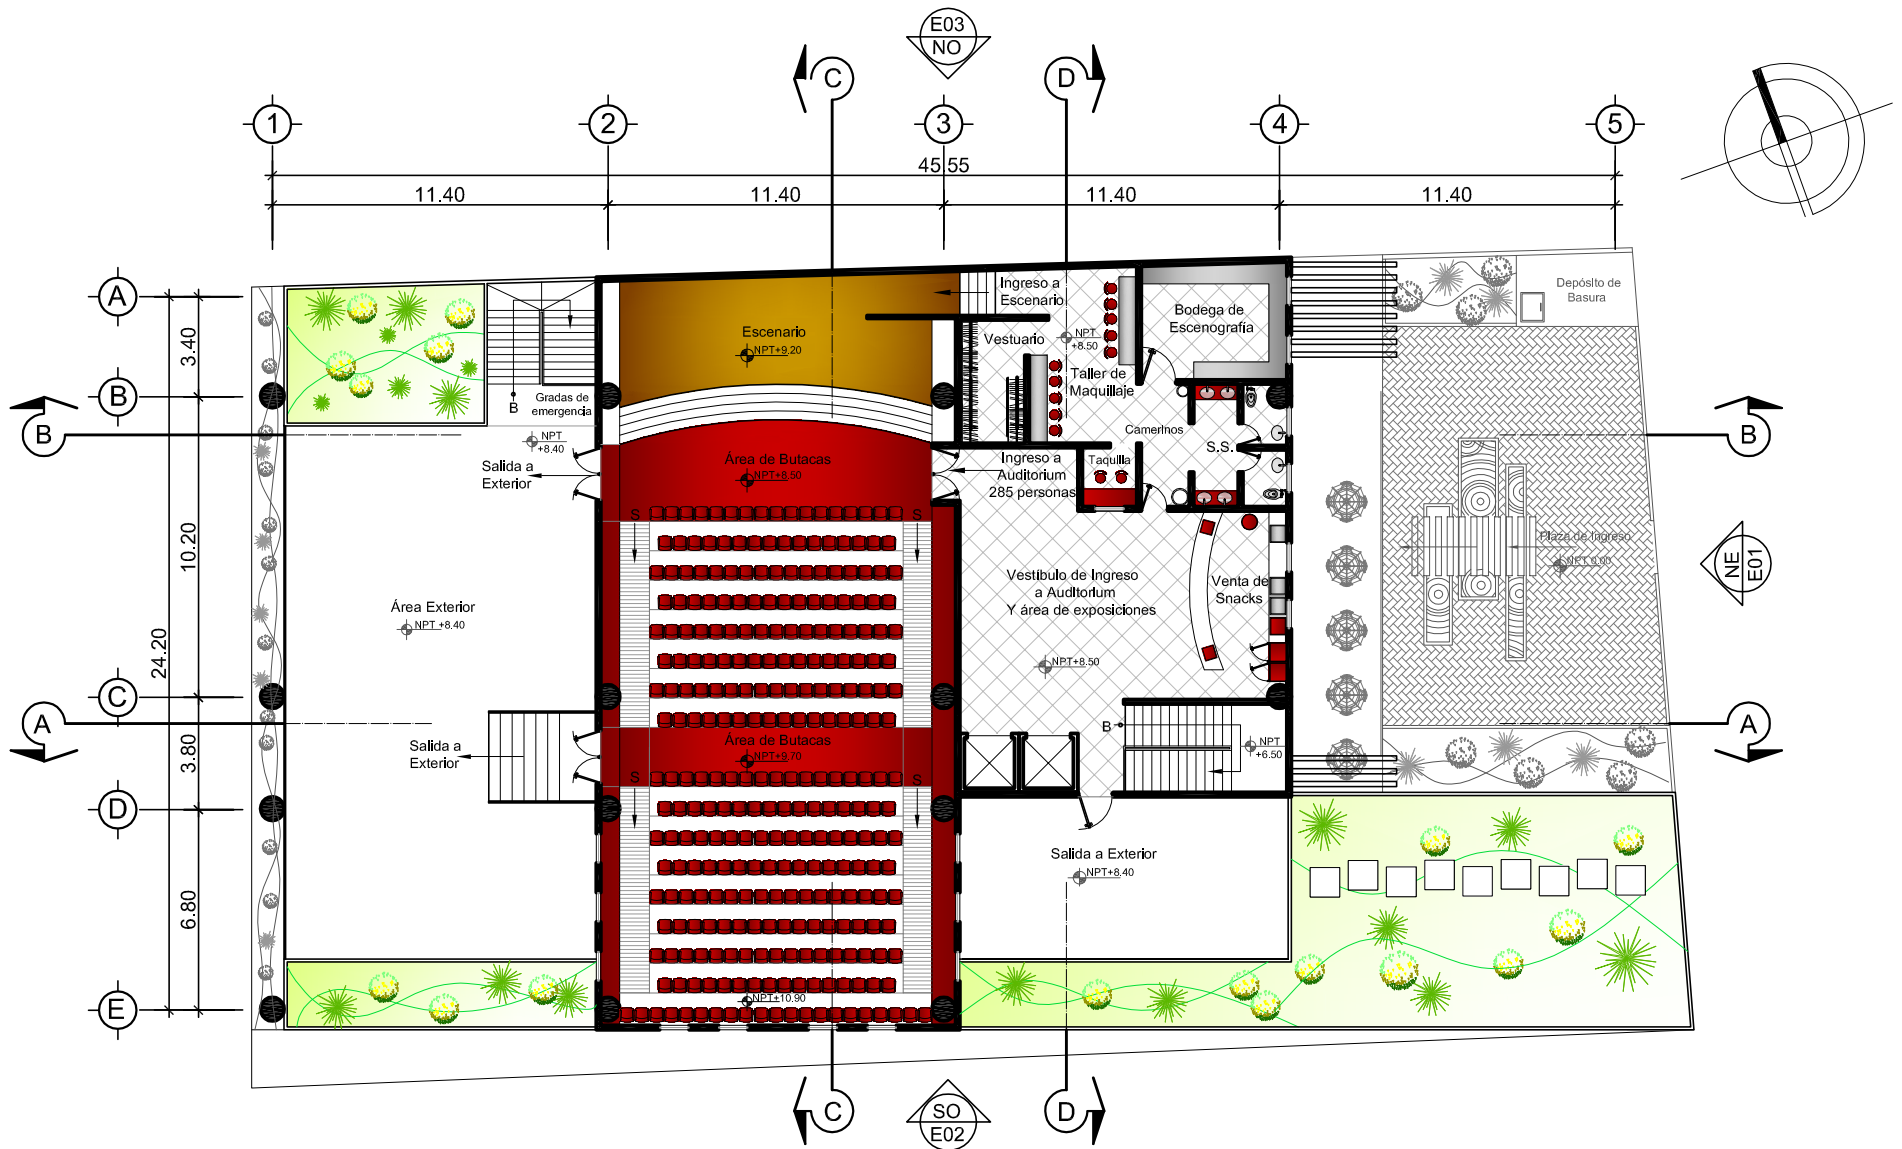 E03
NO
C
D
1
2
3
4
5
45.55
11.40
11.40
11.40
11.40
A
B
C
D
E
3.40
10.20
3.80
6.80
24.20
B
A
B
A
Gradas de
emergencia
B
NPT
+8.40
Salida a
Exterior
Escenario
NPT+9.20
Ingreso a
Escenario
Vestuario
NPT
+8.50
Taller de
Maquillaje
Bodega de
Escenografía
Depósito de
Basura
Camerinos
S.S.
Taquilla
Ingreso a
Auditorium
285 personas
Área de Butacas
NPT+8.50
S
S
Área Exterior
NPT +8.40
Vestíbulo de Ingreso
a Auditorium
Y área de exposiciones
NPT+8.50
Venta de
Snacks
Plaza de Ingreso
NPT 0.00
NE
E01
Salida a
Exterior
Área de Butacas
NPT+9.70
S
S
B
NPT
+6.50
Salida a Exterior
NPT+8.40
NPT+10.90
C
D
SO
E02